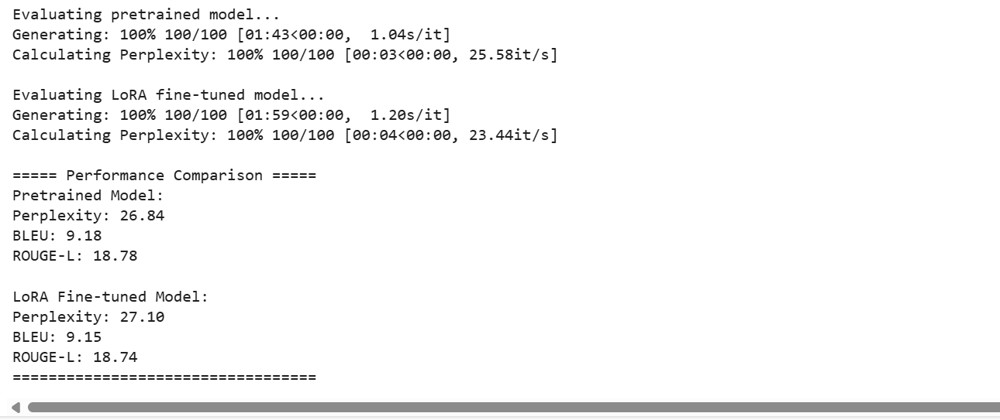 Evaluating pretrained model...
Generating: 100% 100/100 [01:43<00:00,  1.04s/it]
Calculating Perplexity: 100% 100/100 [00:03<00:00, 25.58it/s]
Evaluating LoRA fine-tuned model...
Generating: 100% 100/100 [01:59<00:00,  1.20s/it]
Calculating Perplexity: 100% 100/100 [00:04<00:00, 23.44it/s]
===== Performance Comparison =====
Pretrained Model:
Perplexity: 26.84
BLEU: 9.18
ROUGE-L: 18.78
LoRA Fine-tuned Model:
Perplexity: 27.10
BLEU: 9.15
ROUGE-L: 18.74
==================================